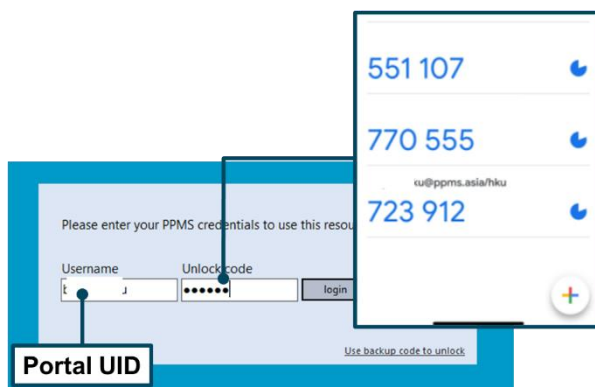 551 107
770 555
ku@ppms.asia/hku
723 912
Please enter your PPMS credentials to use this
Username Unlock code
●●●●●●
login
Use backup code to unlock
Portal UID